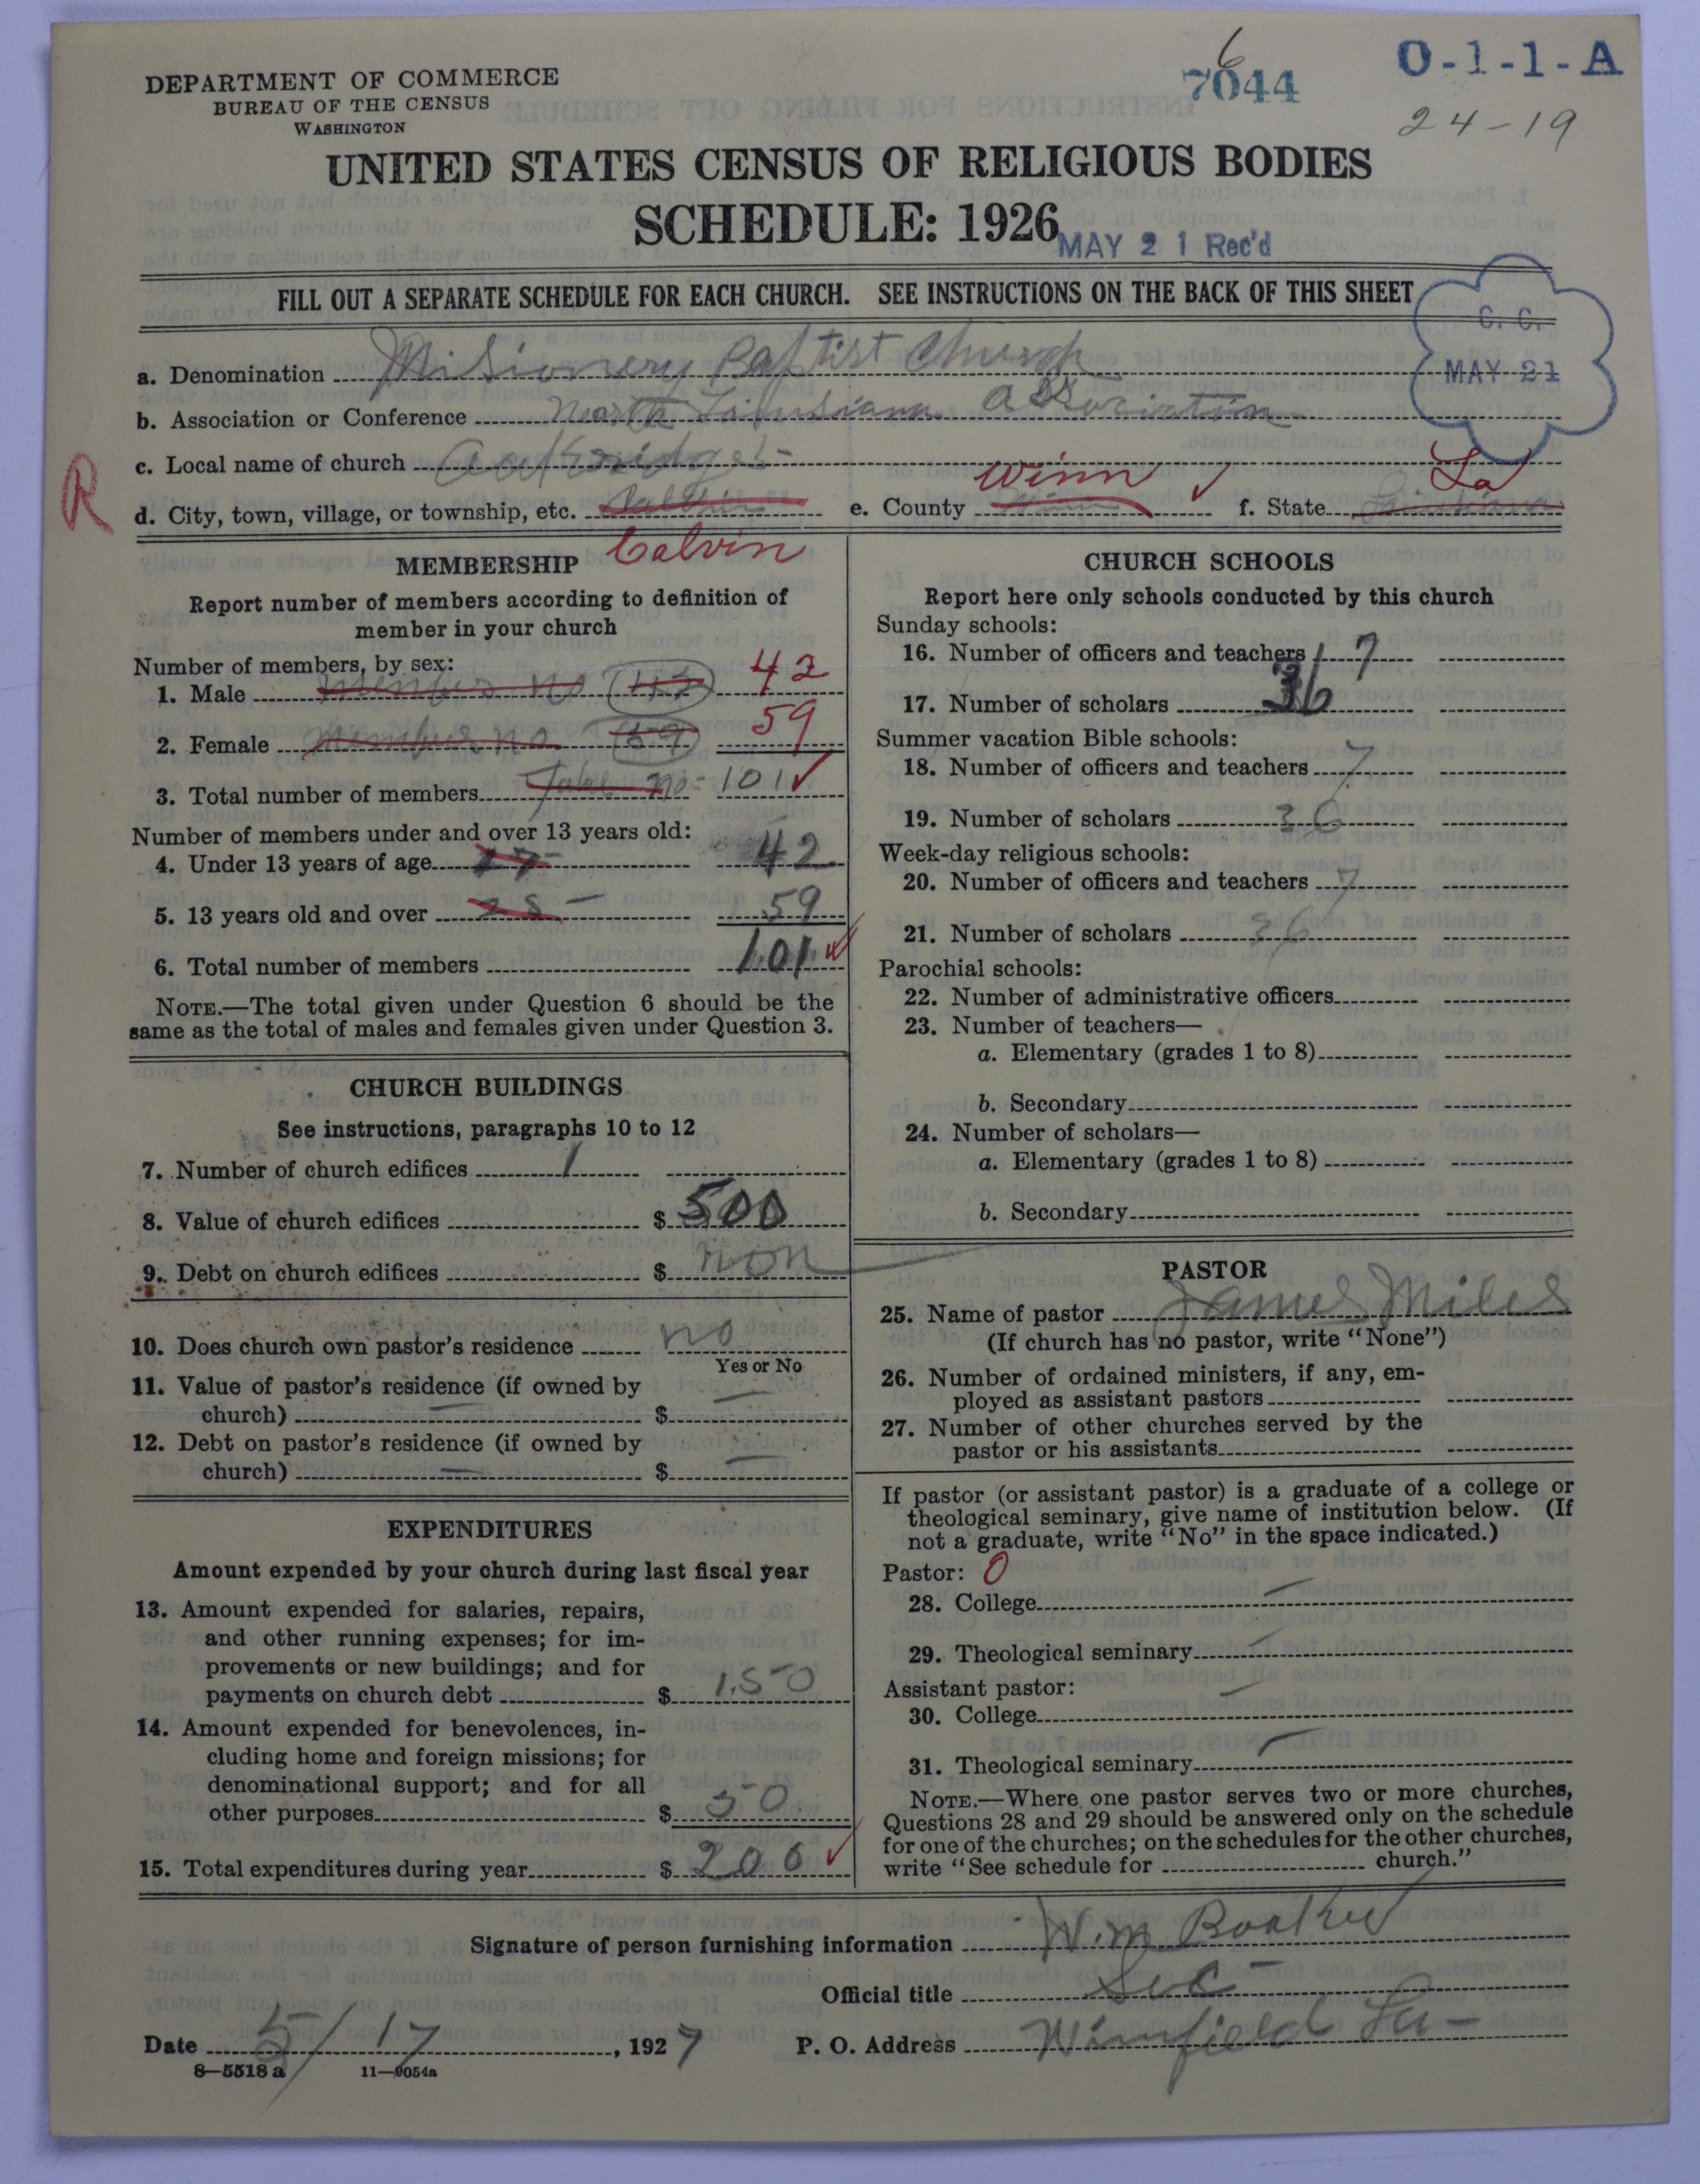 DEPARTMENT OF COMMERCE
BUREAU OF THE CENSUS
WASHINGTON
6
7044
O-1-1-A
24-19
UNITED STATES CENSUS OF RELIGIOUS BODIES
SCHEDULE: 1926
MAY 21 Rec'd
FILL OUT A SEPARATE SCHEDULE FOR EACH CHURCH. SEE INSTRUCTIONS ON THE BACK OF THIS SHEET
C. C.
MAY 21
a. Denomination Missionery Baptist Church
b. Association or Conference North Louisiana Association
c. Local name of church
R
d. City, town, village, or township, etc. Calvin
e. County Winn ✓
f. State La Louisiana
MEMBERSHIP
Report number of members according to definition of
member in your church
Number of members, by sex:
1. Male member no 42 42
2. Female member no 59 59
3. Total number of members no- 101 ✓
Number of members under and over 13 years old:
4. Under 13 years of age 17- 42
5. 13 years old and over 28 - 59
6. Total number of members 101 ✓
NOTE.—The total given under Question 6 should be the
same as the total of males and females given under Question 3.
CHURCH BUILDINGS
See instructions, paragraphs 10 to 12
7. Number of church edifices 1
8. Value of church edifices $ 500
9. Debt on church edifices $ non
10. Does church own pastor's residence no
Yes or No
11. Value of pastor's residence (if owned by
church) — $ —
12. Debt on pastor's residence (if owned by
church) — $ —
EXPENDITURES
Amount expended by your church during last fiscal year
13. Amount expended for salaries, repairs,
and other running expenses; for im-
provements or new buildings; and for
payments on church debt $ 150
14. Amount expended for benevolences, in-
cluding home and foreign missions; for
denominational support; and for all
other purposes $ 50
15. Total expenditures during year $ 200 ✓
CHURCH SCHOOLS
Report here only schools conducted by this church
Sunday schools:
16. Number of officers and teachers 7
17. Number of scholars 36
Summer vacation Bible schools:
18. Number of officers and teachers 7
19. Number of scholars 36
Week-day religious schools:
20. Number of officers and teachers 7
21. Number of scholars 36
Parochial schools:
22. Number of administrative officers
23. Number of teachers—
a. Elementary (grades 1 to 8)
b. Secondary
24. Number of scholars—
a. Elementary (grades 1 to 8)
b. Secondary
PASTOR
25. Name of pastor James Miles
(If church has no pastor, write "None")
26. Number of ordained ministers, if any, em-
ployed as assistant pastors
27. Number of other churches served by the
pastor or his assistants
If pastor (or assistant pastor) is a graduate of a college or
theological seminary, give name of institution below. (If
not a graduate, write "No" in the space indicated.)
Pastor: 0
28. College —
29. Theological seminary —
Assistant pastor:
30. College —
31. Theological seminary —
NOTE.—Where one pastor serves two or more churches,
Questions 28 and 29 should be answered only on the schedule
for one of the churches; on the schedules for the other churches,
write "See schedule for church."
Signature of person furnishing information W.m
Official title Sec
Date 5/17, 1927
P. O. Address Winnfield La-
8—5518 a
11—9054a